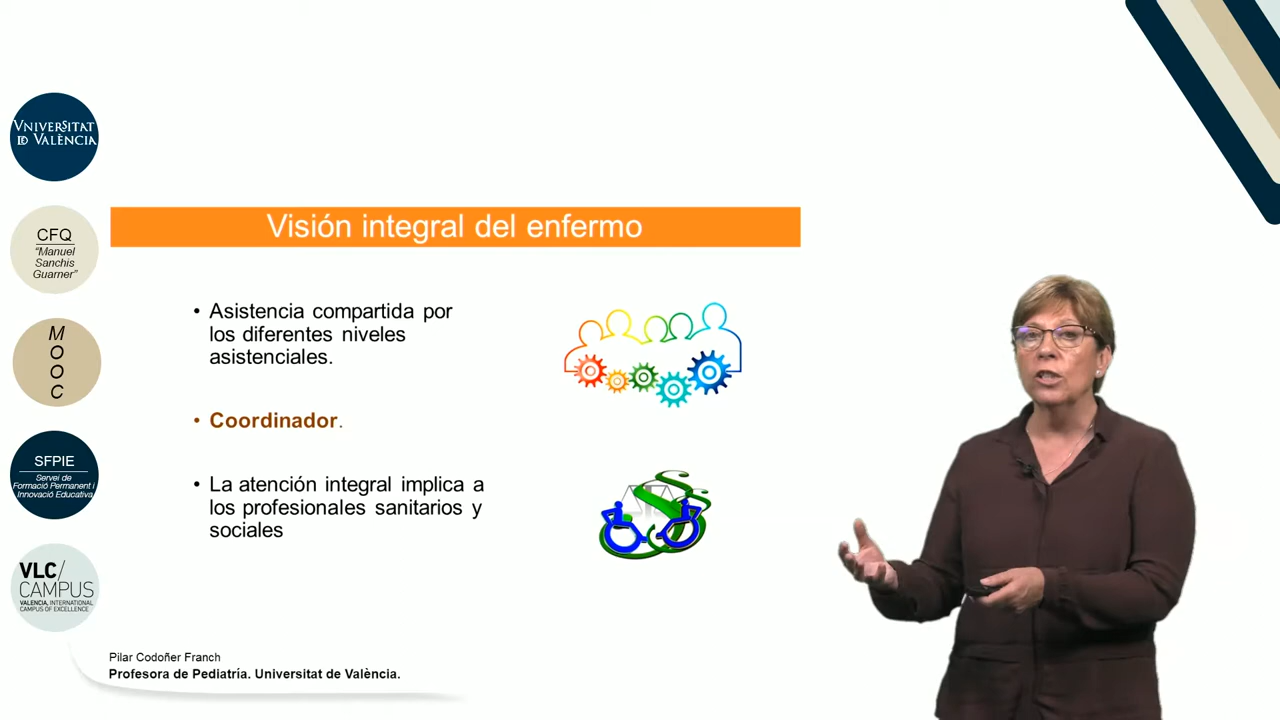 VNIVERSITAT
ID VALÈNCIA
CFQ
“Manuel
Sanchis
Guarner”
M
O
O
C
SFPIE
Servei de
Formació Permanent i
Innovació Educativa
VLC/
CAMPUS
VALENCIA, INTERNATIONAL
CAMPUS OF EXCELLENCE
Visión integral del enfermo
• Asistencia compartida por
los diferentes niveles
asistenciales.
• Coordinador.
• La atención integral implica a
los profesionales sanitarios y
sociales
Pilar Codoñer Franch
Profesora de Pediatría. Universitat de València.